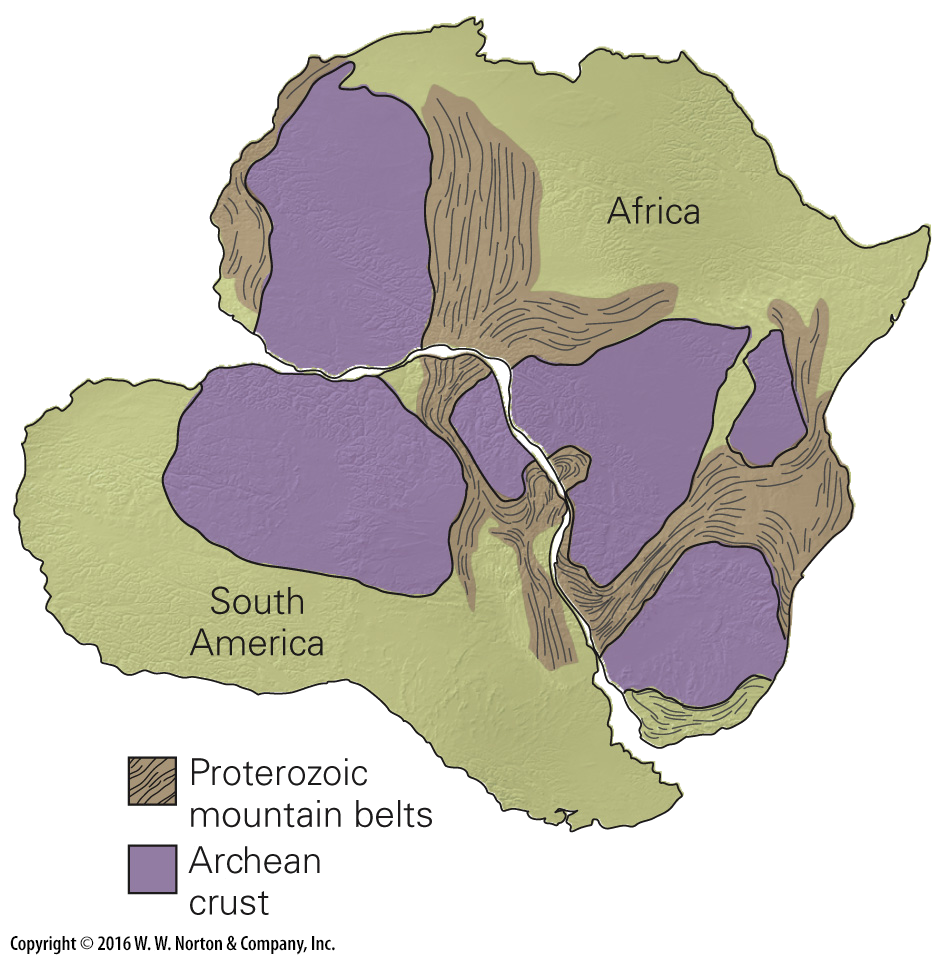 Africa
South
America
Proterozoic
mountain belts
Archean
crust
Copyright © 2016 W. W. Norton & Company, Inc.